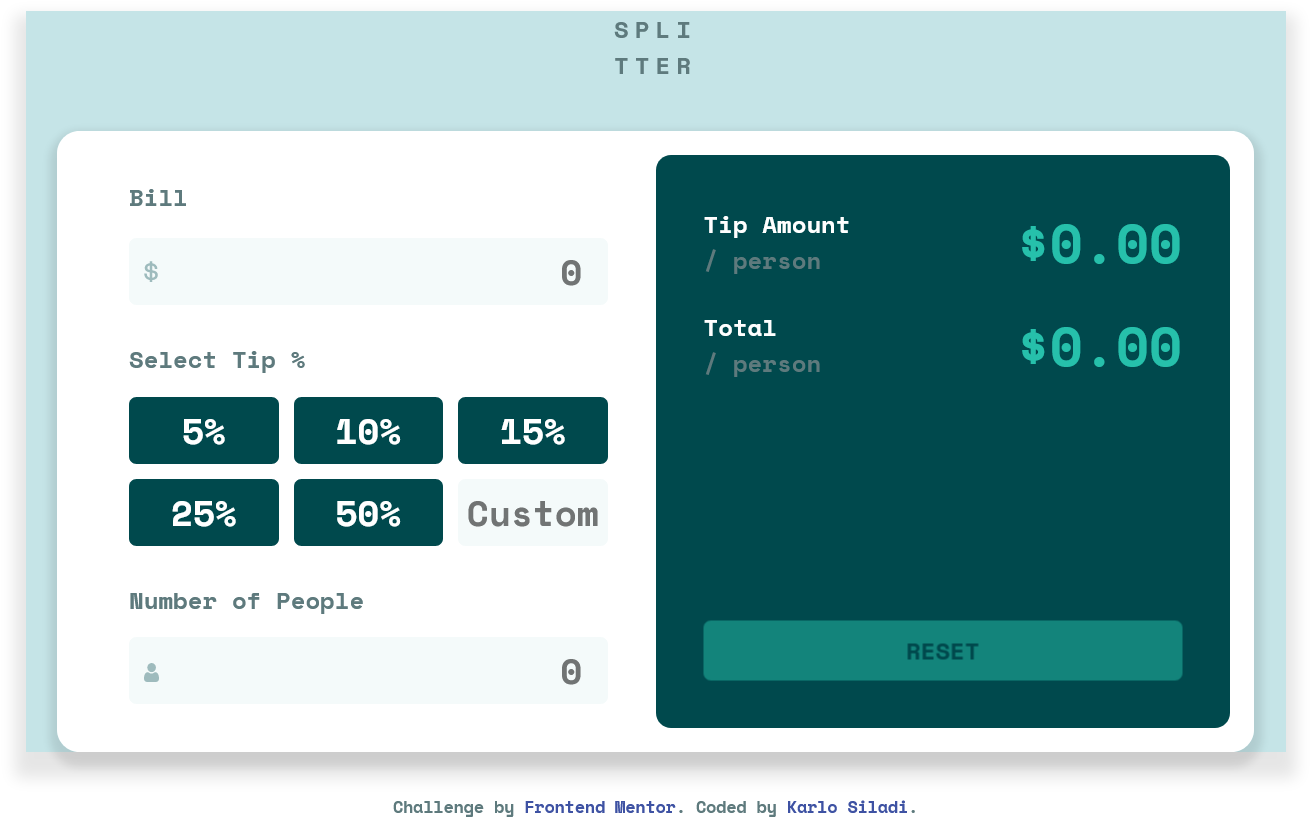 SPLI
TTER
Bill
$
0
Select Tip %
5%
10%
15%
25%
50%
Custom
Number of People
0
Tip Amount
/ person
$0.00
Total
/ person
$0.00
RESET
Challenge by Frontend Mentor. Coded by Karlo Siladi.